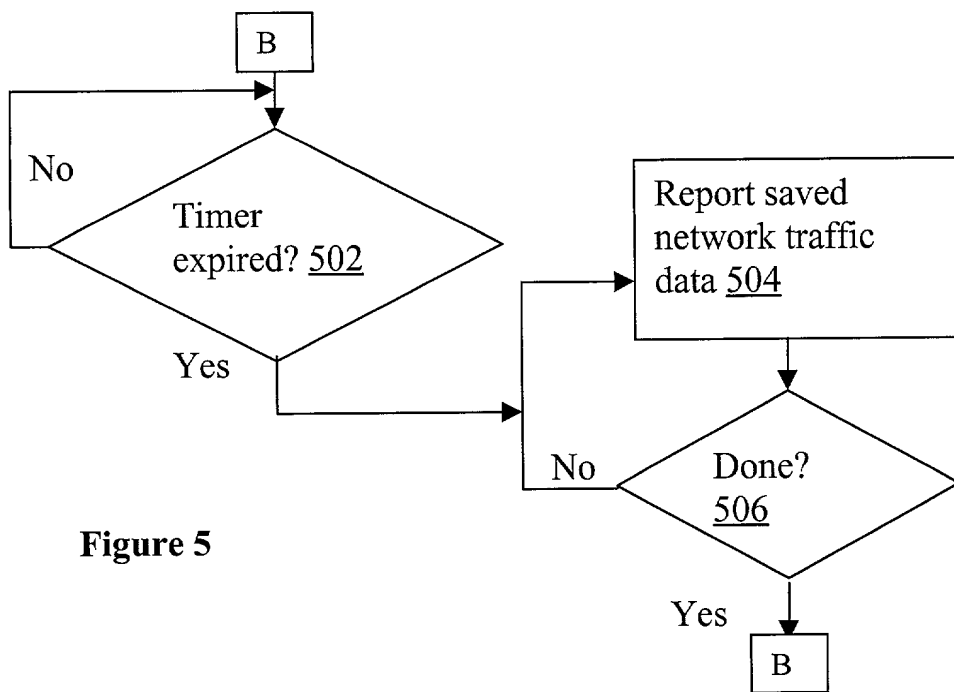 B
No
Timer
expired? 502
Yes
Report saved
network traffic
data 504
No
Done?
506
Figure 5
Yes
B